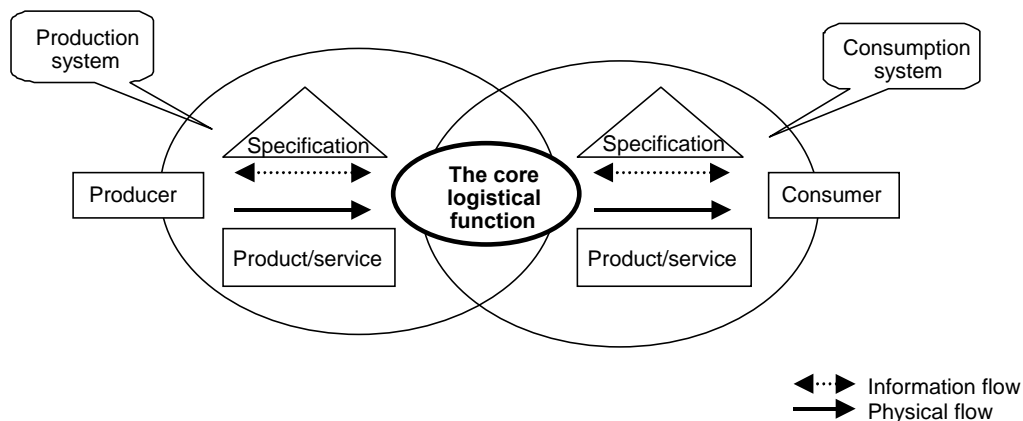 Production
system
Consumption
system
Specification
Specification
Producer
The core
logistical
function
Consumer
Product/service
Product/service
Information flow
Physical flow